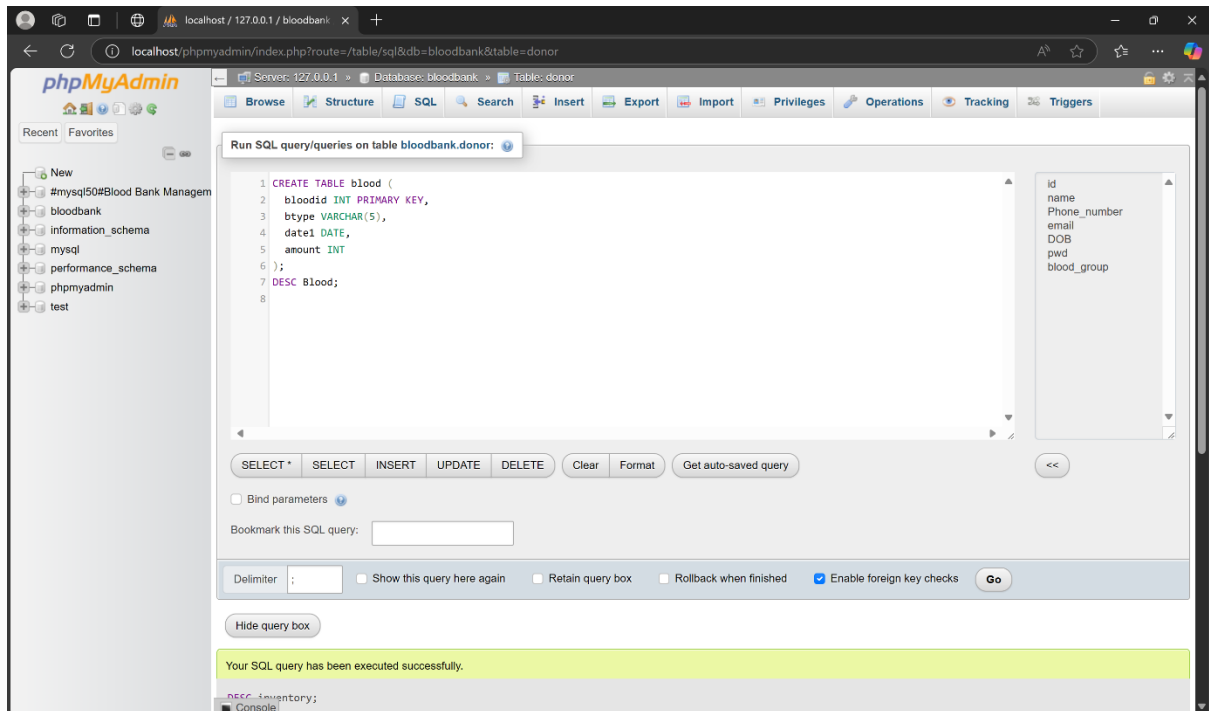 localhost / 127.0.0.1 / bloodbank
localhost/phpmyadmin/index.php?route=/table/sql&db=bloodbank&table=donor
phpMyAdmin
Recent Favorites
New
#mysql50#Blood Bank Managem
bloodbank
information_schema
mysql
performance_schema
phpmyadmin
test
Server: 127.0.0.1 » Database: bloodbank » Table: donor
Browse Structure SQL Search Insert Export Import Privileges Operations Tracking Triggers
Run SQL query/queries on table bloodbank.donor:
1 CREATE TABLE blood (
2 bloodid INT PRIMARY KEY,
3 btype VARCHAR(5),
4 date1 DATE,
5 amount INT
6 );
7 DESC Blood;
8
id
name
Phone_number
email
DOB
pwd
blood_group
SELECT * SELECT INSERT UPDATE DELETE Clear Format Get auto-saved query <<
Bind parameters
Bookmark this SQL query:
Delimiter ; Show this query here again Retain query box Rollback when finished Enable foreign key checks Go
Hide query box
Your SQL query has been executed successfully.
DESC inventory;
Console